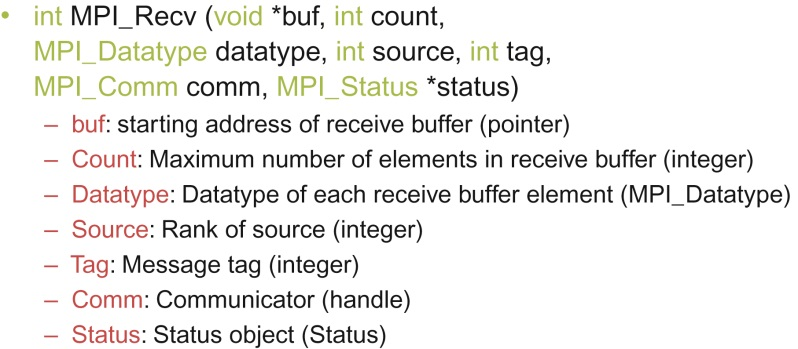 • int MPI_Recv (void *buf, int count,
MPI_Datatype datatype, int source, int tag,
MPI_Comm comm, MPI_Status *status)
– buf: starting address of receive buffer (pointer)
– Count: Maximum number of elements in receive buffer (integer)
– Datatype: Datatype of each receive buffer element (MPI_Datatype)
– Source: Rank of source (integer)
– Tag: Message tag (integer)
– Comm: Communicator (handle)
– Status: Status object (Status)